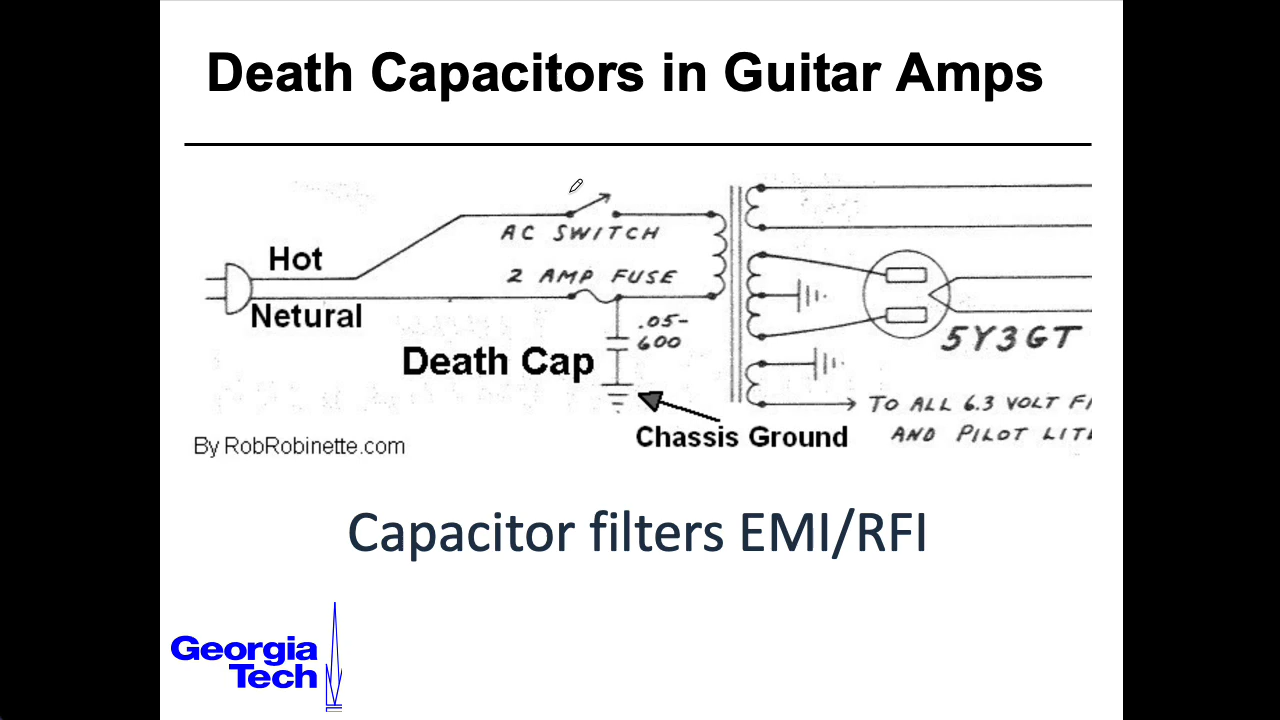 Death Capacitors in Guitar Amps
AC SWITCH
Hot
2 AMP FUSE
Netural
.05-
600
5Y3GT
Death Cap
TO ALL 6.3 VOLT
Chassis Ground
AND PILOT
By RobRobinette.com
Capacitor filters EMI/RFI
Georgia
Tech